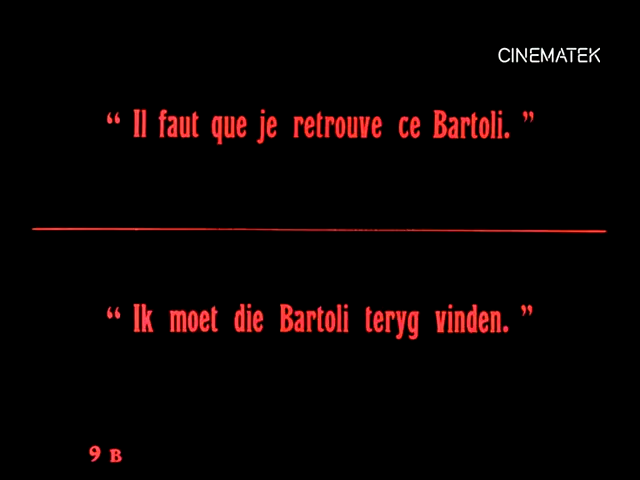 CINEMATEK
“ Il faut que je retrouve ce Bartoli. ”
“ Ik moet die Bartoli teryg vinden. ”
9 B